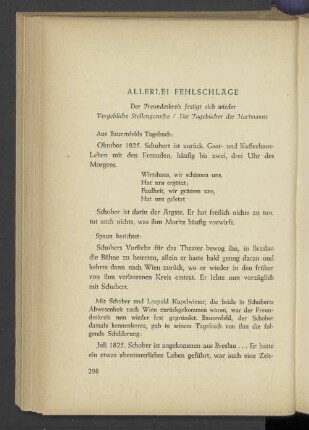 ALLERLEI FEHLSCHLÄGE
Der Freundeskreis festigt sich wieder
Vergebliche Stellengesuche / Die Tagebücher der Hartmanns
Aus Bauernfelds Tagebuch:
Oktober 1825. Schubert ist zurück. Gast- und Kaffeehaus-
Leben mit den Freunden, häufig bis zwei, drei Uhr des
Morgens.
Wirtshaus, wir schämen uns,
Hat uns ergötzt;
Faulheit, wir grämen uns,
Hat uns geletzt
Schober ist darin der Ärgste. Er hat freilich nichts zu tun,
tut auch nichts, was ihm Moritz häufig vorwirft.
Spaun berichtet:
Schobers Vorliebe für das Theater bewog ihn, in Breslau
die Bühne zu betreten, allein er hatte bald genug daran und
kehrte dann nach Wien zurück, wo er wieder in den früher
von ihm verlassenen Kreis eintrat. Er lebte nun vorzüglich
mit Schubert.
Mit Schober und Leopold Kupelwieser, die beide in Schuberts
Abwesenheit nach Wien zurückgekommen waren, war der Freun-
deskreis nun wieder fest gegründet. Bauernfeld, der Schober
damals kennenlernte, gab in seinem Tagebuch von ihm die fol-
gende Schilderung:
Juli 1825. Schober ist angekommen aus Breslau ... Er hatte
ein etwas abenteuerliches Leben geführt, war auch eine Zeit-
298